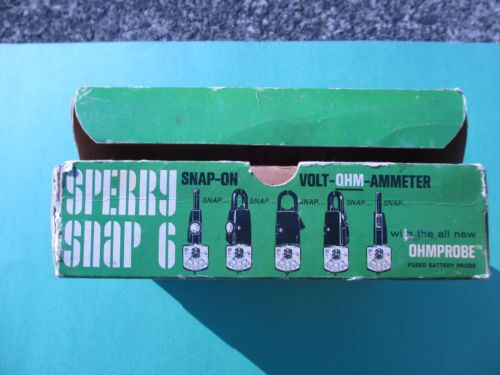 SPERRY
snap 6
SNAP-ON VOLT-OHM-AMMETER
SNAP... SNAP... SNAP... SNAP...
with the all new
OHMPROBE™
FUSED BATTERY PROBE